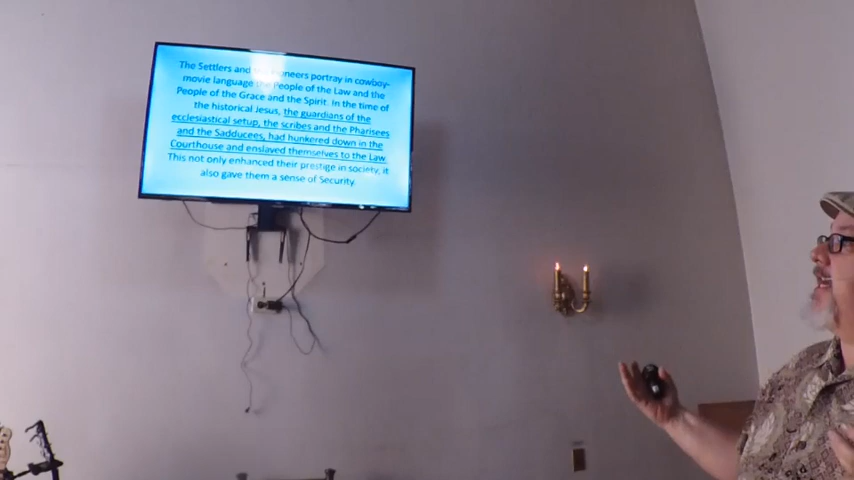 The Settlers and the Pioneers portray in cowboy-
movie language the People of the Law and the
People of the Grace and the Spirit. In the time of
the historical Jesus, the guardians of the
ecclesiastical setup, the scribes and the Pharisees
and the Sadducees, had hunkered down in the
Courthouse and enslaved themselves to the Law.
This not only enhanced their prestige in society, it
also gave them a sense of Security.